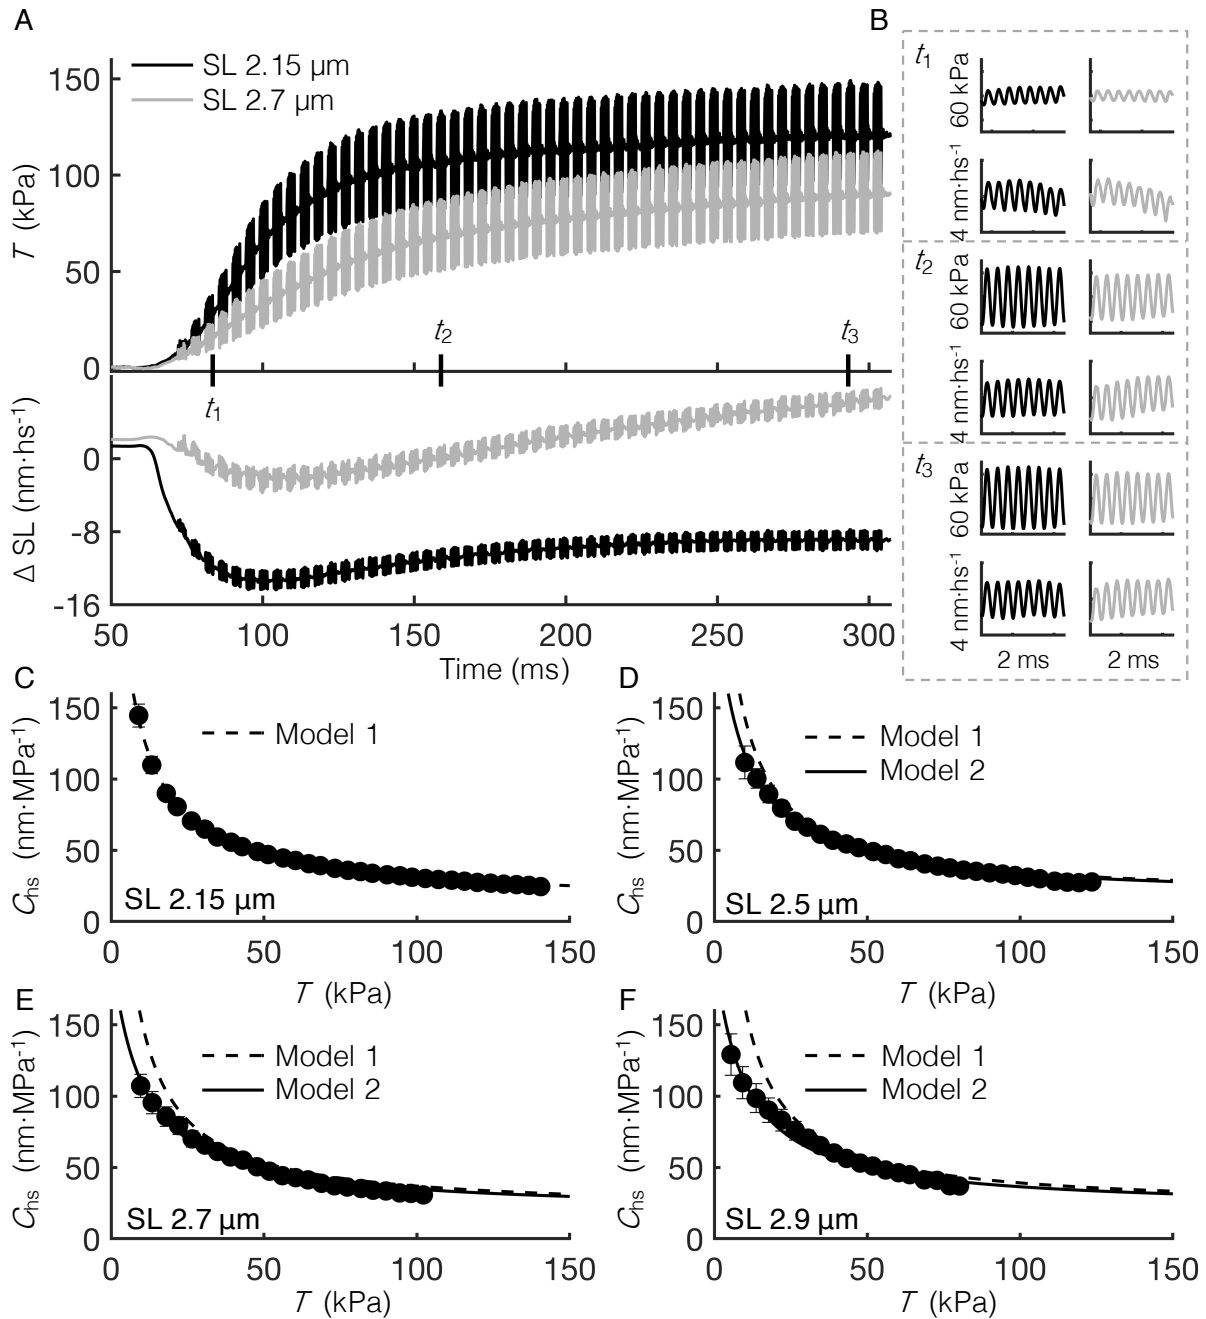 A
SL 2.15 µm
SL 2.7 µm
T (kPa)
150
100
50
0
t1
t2
t3
Δ SL (nm·hs-1)
0
-8
-16
50
100
150
200
250
300
Time (ms)
B
t1
60 kPa
4 nm·hs-1
t2
60 kPa
4 nm·hs-1
t3
60 kPa
4 nm·hs-1
2 ms
2 ms
C
Chs (nm·MPa-1)
150
100
50
0
Model 1
SL 2.15 µm
0
50
100
150
T (kPa)
D
Chs (nm·MPa-1)
150
100
50
0
Model 1
Model 2
SL 2.5 µm
0
50
100
150
T (kPa)
E
Chs (nm·MPa-1)
150
100
50
0
Model 1
Model 2
SL 2.7 µm
0
50
100
150
T (kPa)
F
Chs (nm·MPa-1)
150
100
50
0
Model 1
Model 2
SL 2.9 µm
0
50
100
150
T (kPa)